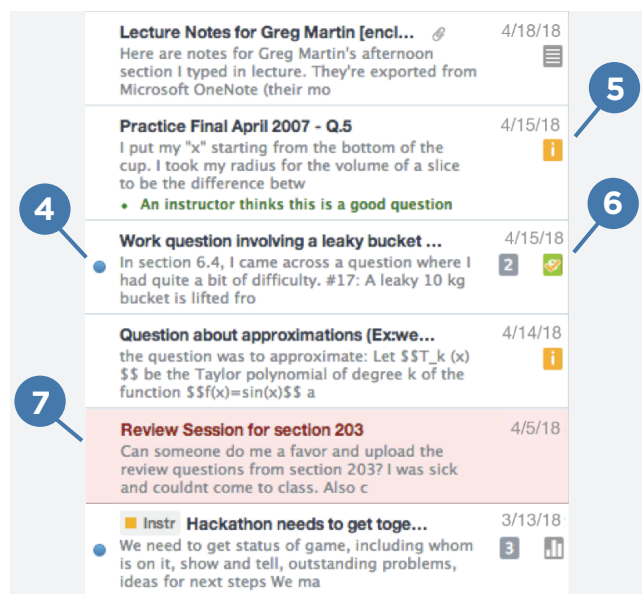 Lecture Notes for Greg Martin [encl... 4/18/18
Here are notes for Greg Martin's afternoon
section I typed in lecture. They're exported from
Microsoft OneNote (their mo
5
Practice Final April 2007 - Q.5 4/15/18
I put my "x" starting from the bottom of the i
cup. I took my radius for the volume of a slice
to be the difference betw
• An instructor thinks this is a good question
4
6
Work question involving a leaky bucket ... 4/15/18
In section 6.4, I came across a question where I 2
had quite a bit of difficulty. #17: A leaky 10 kg
bucket is lifted fro
Question about approximations (Ex:we... 4/14/18
the question was to approximate: Let $$T_k (x) i
$$ be the Taylor polynomial of degree k of the
function $$f(x)=sin(x)$$ a
7
Review Session for section 203 4/5/18
Can someone do me a favor and upload the
review questions from section 203? I was sick
and couldnt come to class. Also c
Instr Hackathon needs to get toge... 3/13/18
We need to get status of game, including whom 3
is on it, show and tell, outstanding problems,
ideas for next steps We ma